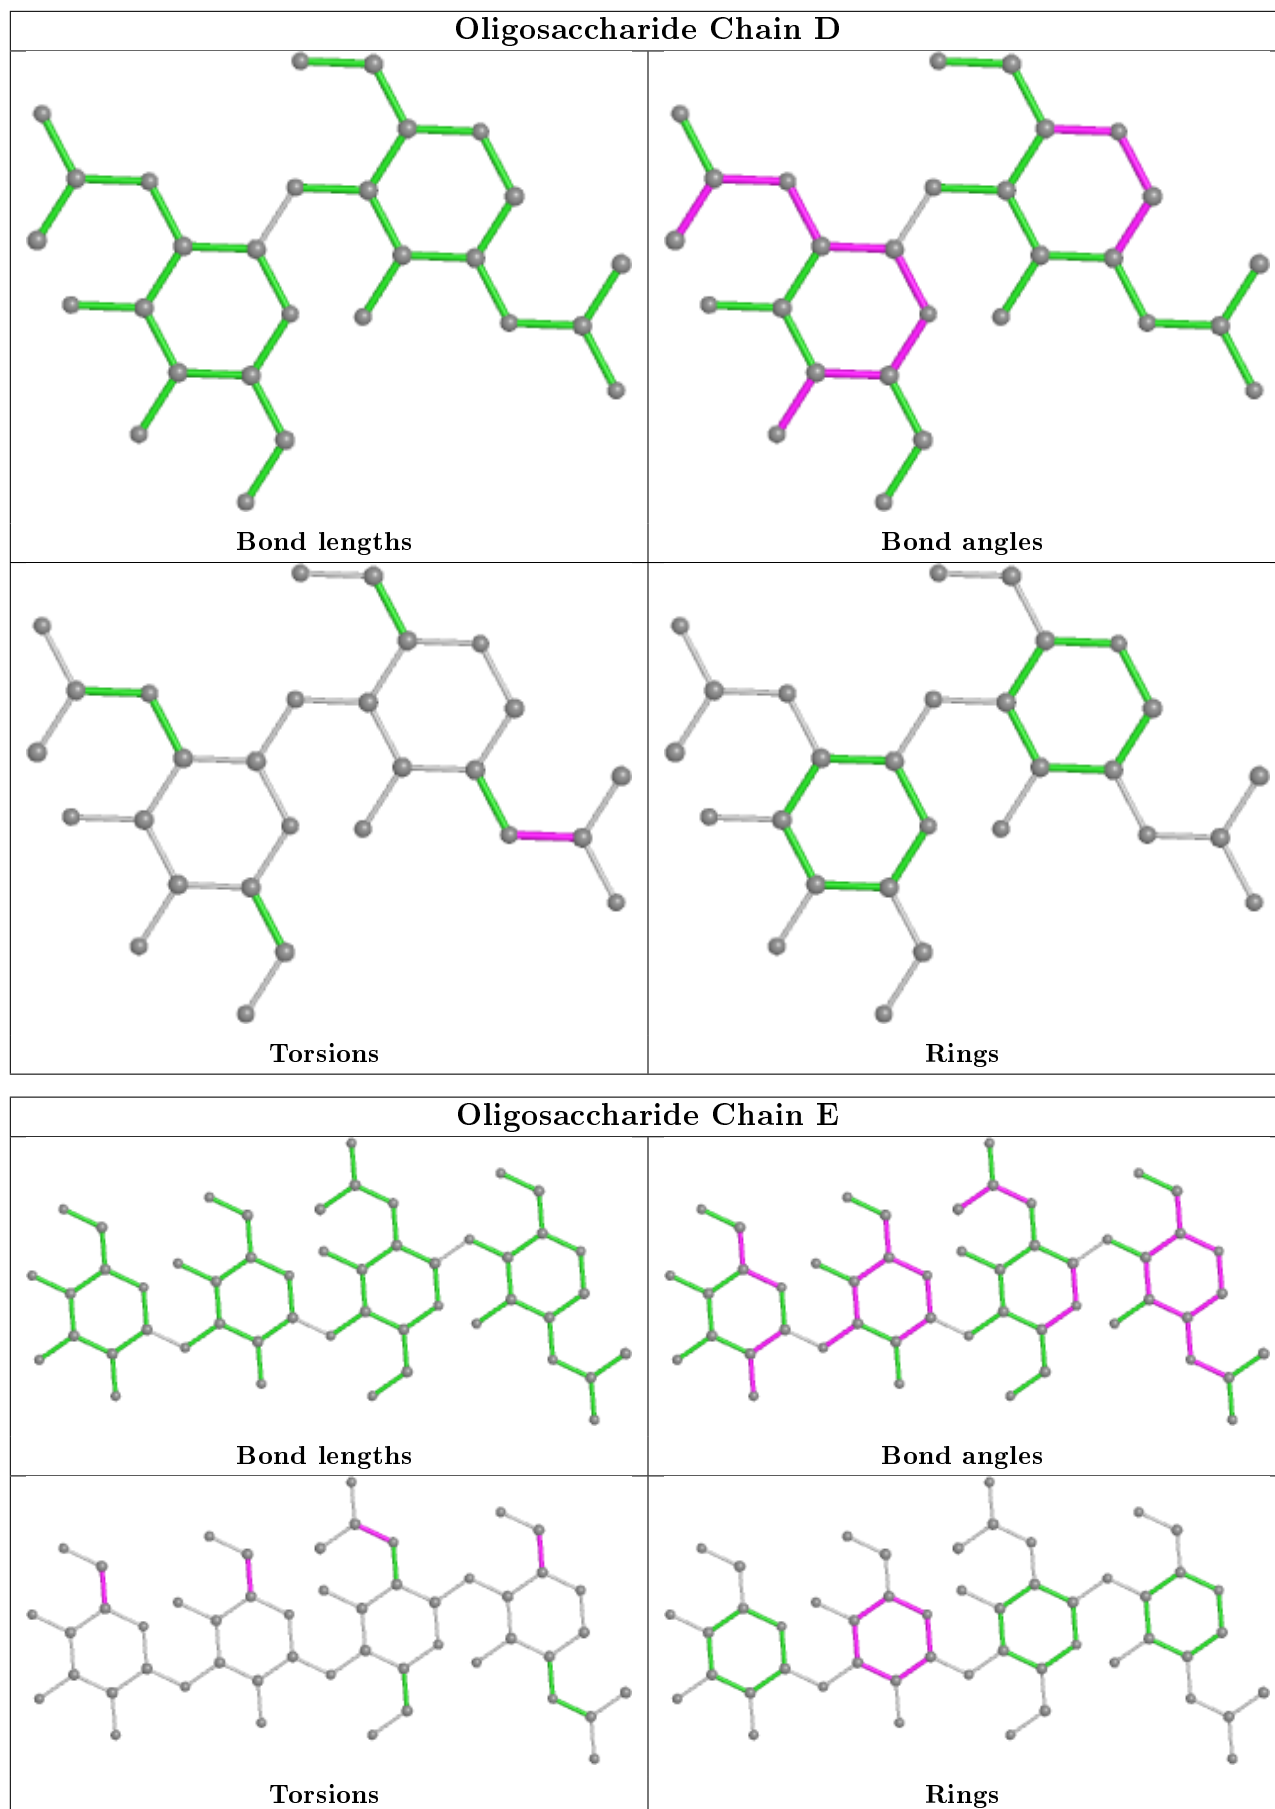 Oligosaccharide Chain D
Bond lengths
Bond angles
Torsions
Rings
Oligosaccharide Chain E
Bond lengths
Bond angles
Torsions
Rings